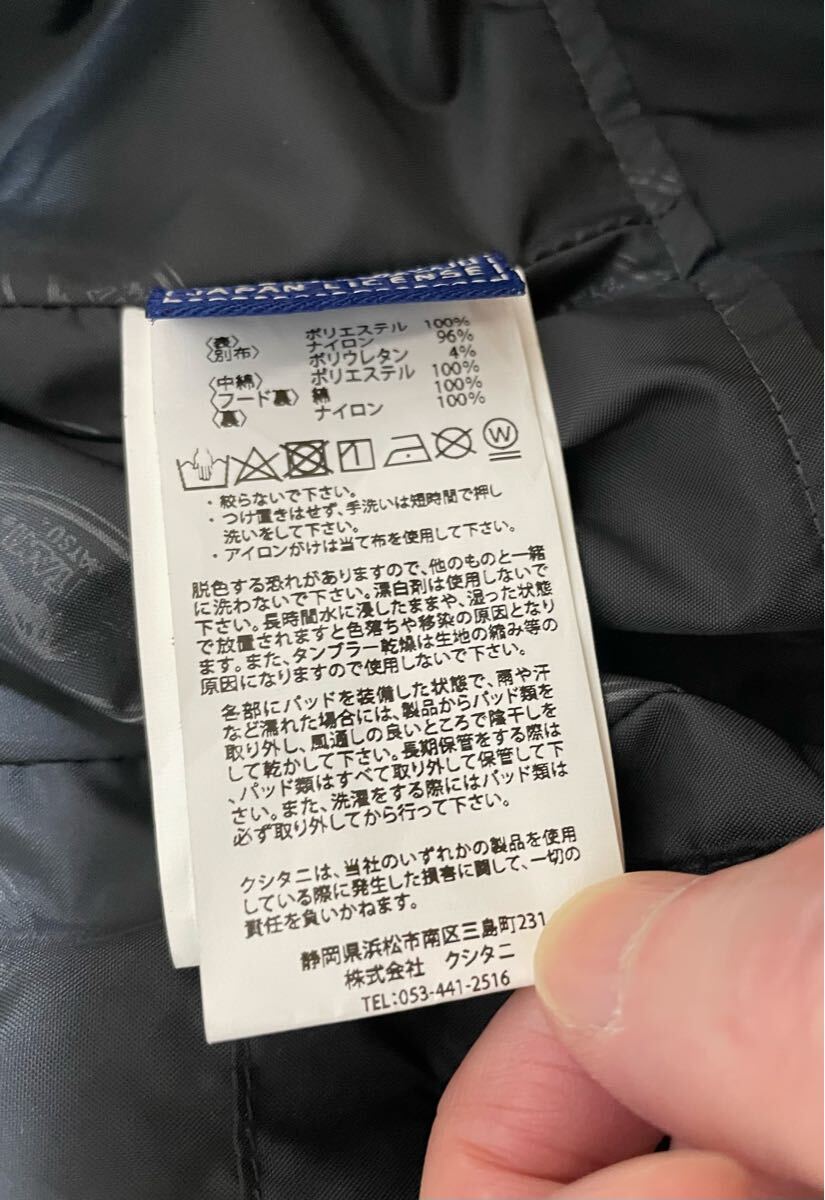 JAPAN LICENSE
〈表〉 ポリエステル 100%
〈別布〉 ナイロン 96%
ポリウレタン 4%
〈中綿〉 ポリエステル 100%
〈フード裏〉 綿 100%
〈裏〉 ナイロン 100%
W
・絞らないで下さい。
・つけ置きはせず、手洗いは短時間で押し
洗いをして下さい。
・アイロンがけは当て布を使用して下さい。
脱色する恐れがありますので、他のものと一緒
に洗わないで下さい。漂白剤は使用しないで
下さい。長時間水に浸したままや、湿った状態
で放置されますと色落ちや移染の原因となり
ます。また、タンブラー乾燥は生地の縮み等の
原因になりますので使用しないで下さい。
各部にパッドを装備した状態で、雨や汗
など濡れた場合には、製品からパッド類を
取り外し、風通しの良いところで陰干しを
して乾かして下さい。長期保管をする際は
、パッド類はすべて取り外して保管して下
さい。また、洗濯をする際にはパッド類は
必ず取り外してから行って下さい。
クシタニは、当社のいずれかの製品を使用
している際に発生した損害に関して、一切の
責任を負いかねます。
静岡県浜松市南区三島町231
株式会社 クシタニ
TEL:053-441-2516